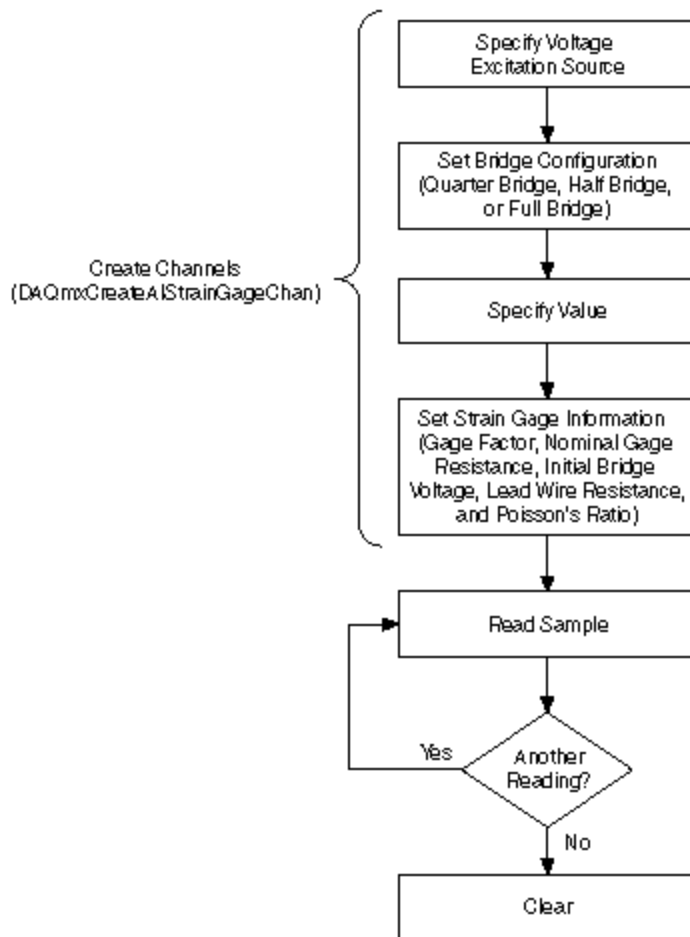 Specify Voltage
Excitation Source
Set Bridge Configuration
(Quarter Bridge, Half Bridge,
or Full Bridge)
Create Channels
(DAQmxCreateAIStrainGageChan)
Specify Value
Set Strain Gage Information
(Gage Factor, Nominal Gage
Resistance, Initial Bridge
Voltage, Lead Wire Resistance,
and Poisson's Ratio)
Read Sample
Yes
Another
Reading?
No
Clear